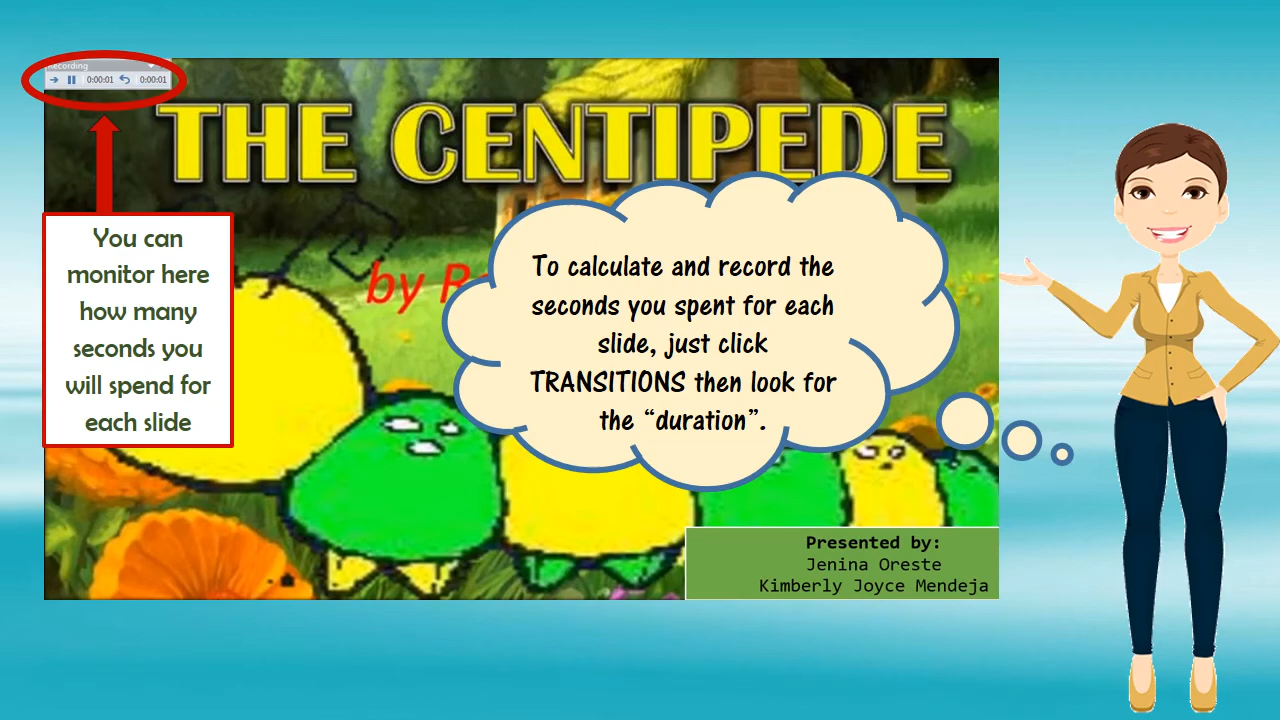 Recording
0:00:01
0:00:01
THE CENTIPEDE
by R
You can
monitor here
how many
seconds you
will spend for
each slide
To calculate and record the
seconds you spent for each
slide, just click
TRANSITIONS then look for
the “duration”.
Presented by:
Jenina Oreste
Kimberly Joyce Mendeja